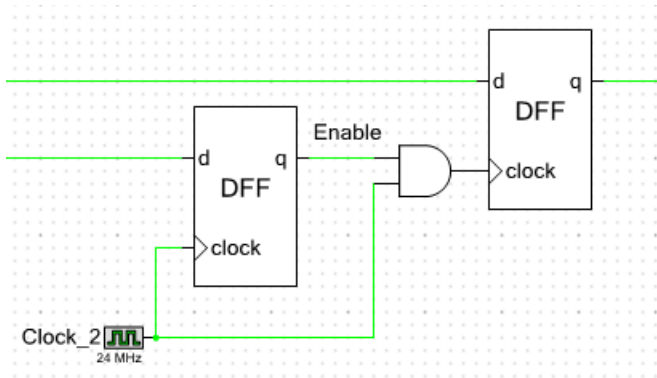 d q
DFF
clock
Enable
d q
DFF
clock
Clock_2
24 MHz